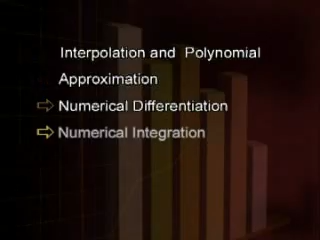 Interpolation and Polynomial
Approximation
Numerical Differentiation
Numerical Integration